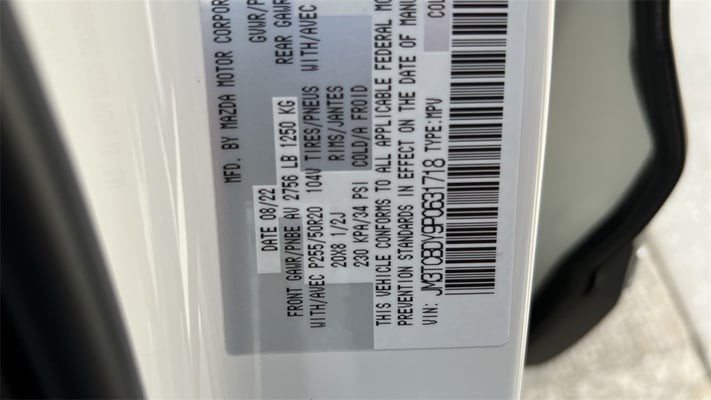 MFD. BY MAZDA MOTOR CORPOR
DATE 08/22
GVWR/P
FRONT GAWR/PNBE AV 2756 LB 1250 KG
REAR GAWR
WITH/AVEC P255/50R20 104V TIRES/PNEUS WITH/AVEC
20X8 1/2J RIMS/JANTES
230 KPA/34 PSI COLD/A FROID
THIS VEHICLE CONFORMS TO ALL APPLICABLE FEDERAL MO
PREVENTION STANDARDS IN EFFECT ON THE DATE OF MANU
VIN: JM3TCBDY9P0631718 TYPE: MPV
COL